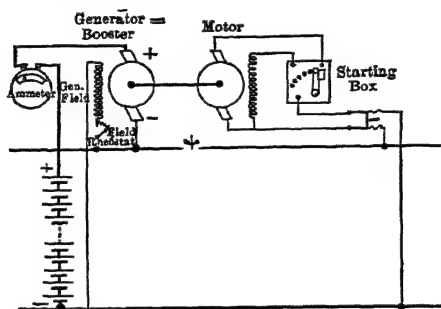 Generator=
Booster
Motor
+
Ammeter
Gen.
Field
Starting
Box
−
Field
Rheostat
+
−